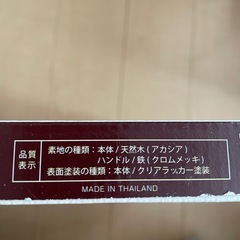 品質
表示
素地の種類：本体/天然木(アカシア)
ハンドル/鉄(クロムメッキ)
表面塗装の種類：本体/クリアラッカー塗装
MADE IN THAILAND